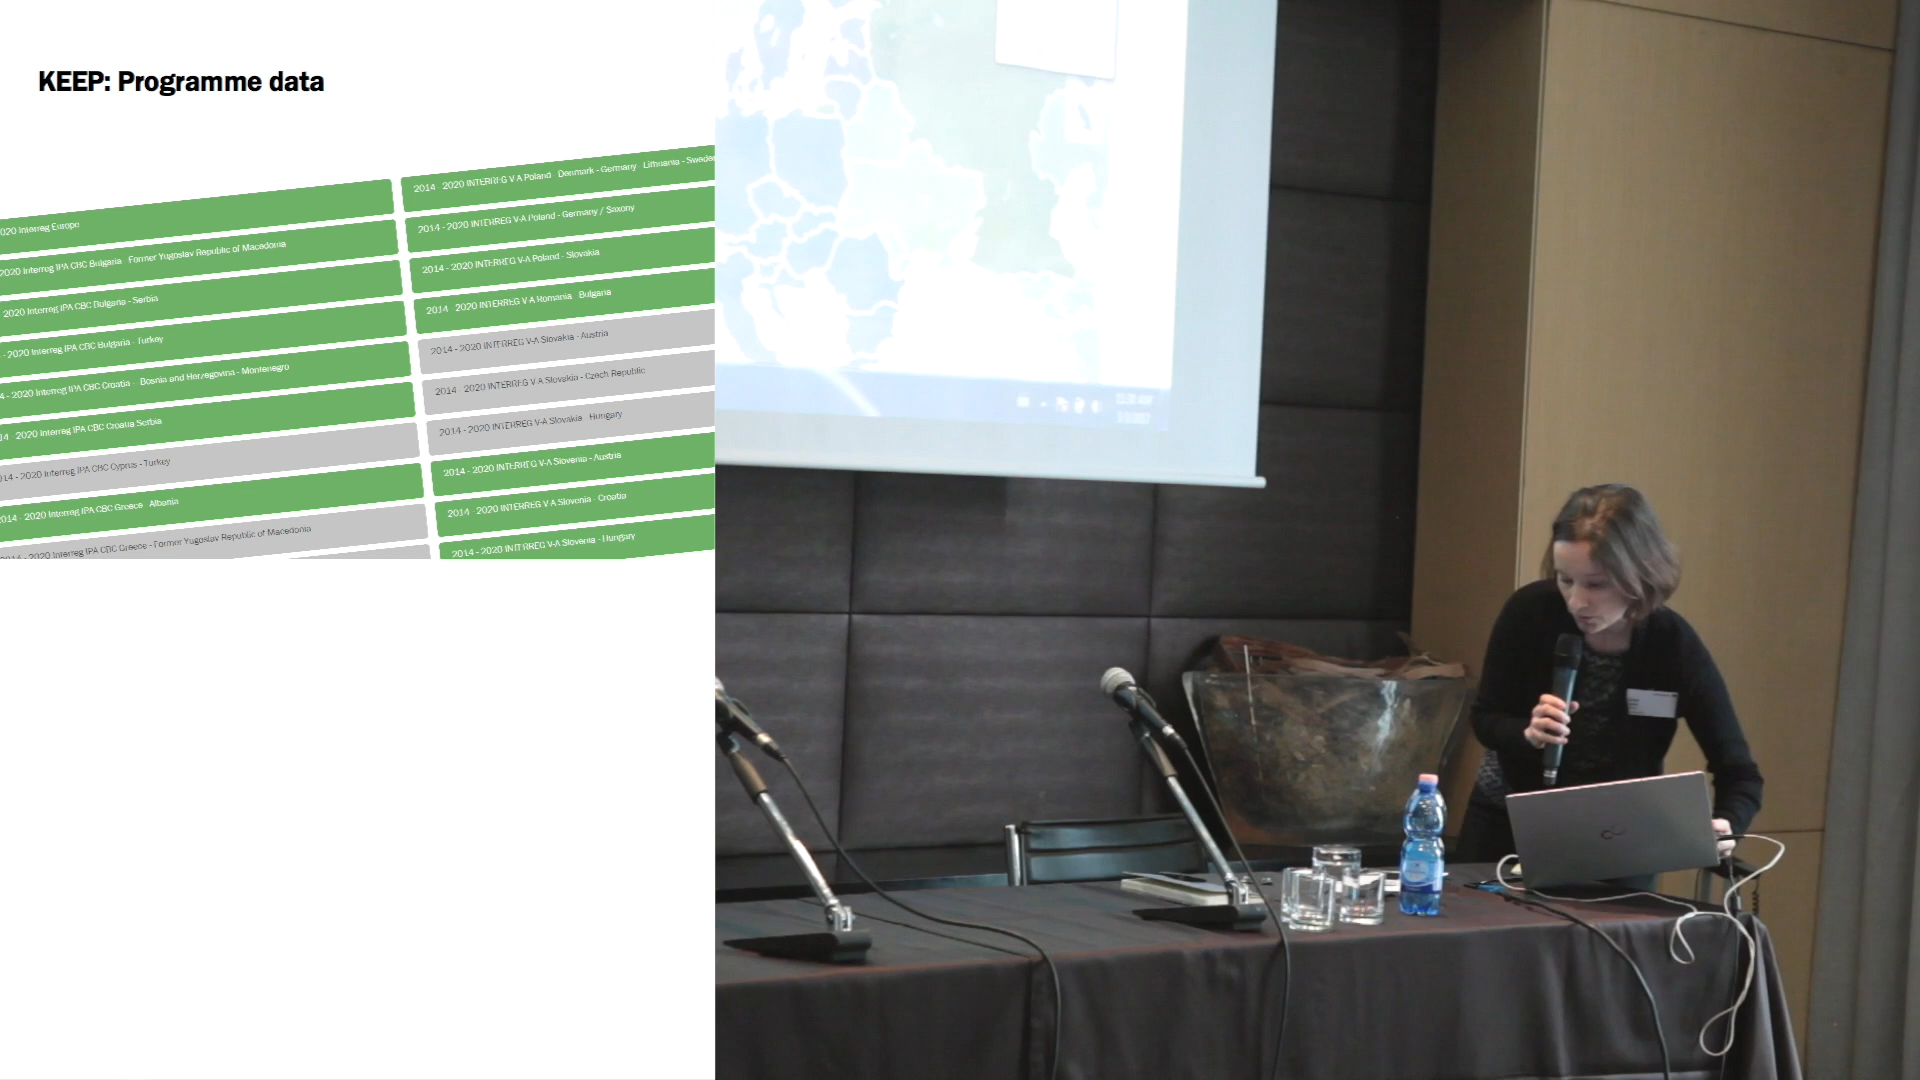 KEEP: Programme data
020 Interreg Europe
2020 Interreg IPA CBC Bulgaria - Former Yugoslav Republic of Macedonia
2020 Interreg IPA CBC Bulgaria - Serbia
- 2020 Interreg IPA CBC Bulgaria - Turkey
4 - 2020 Interreg IPA CBC Croatia - Bosnia and Herzegovina - Montenegro
14 2020 Interreg IPA CBC Croatia Serbia
014 - 2020 Interreg IPA CBC Cyprus - Turkey
2014 - 2020 Interreg IPA CBC Greece Albania
2014 - 2020 Interreg IPA CBC Greece - Former Yugoslav Republic of Macedonia
2014 2020 INTERREG V-A Poland Denmark - Germany Lithuania - Sweden
2014 - 2020 INTERREG V-A Poland - Germany / Saxony
2014 - 2020 INTERREG V-A Poland - Slovakia
2014 2020 INTERREG V-A Romania Bulgaria
2014 - 2020 INTERREG V-A Slovakia - Austria
2014 2020 INTERREG V A Slovakia - Czech Republic
2014 - 2020 INTERREG V-A Slovakia Hungary
2014 - 2020 INTERREG V-A Slovenia - Austria
2014 - 2020 INTERREG V A Slovenia - Croatia
2014 - 2020 INTERREG V-A Slovenia - Hungary